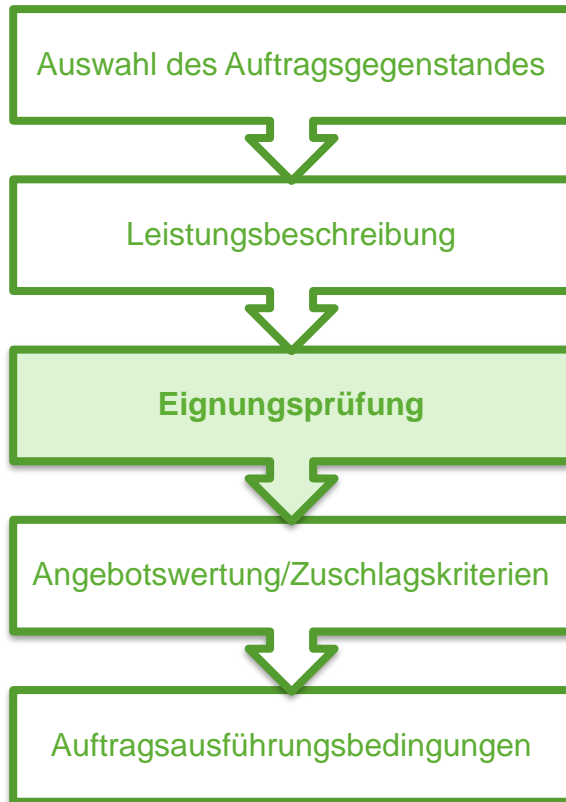 Auswahl des Auftragsgegenstandes
Leistungsbeschreibung
Eignungsprüfung
Angebotswertung/Zuschlagskriterien
Auftragsausführungsbedingungen